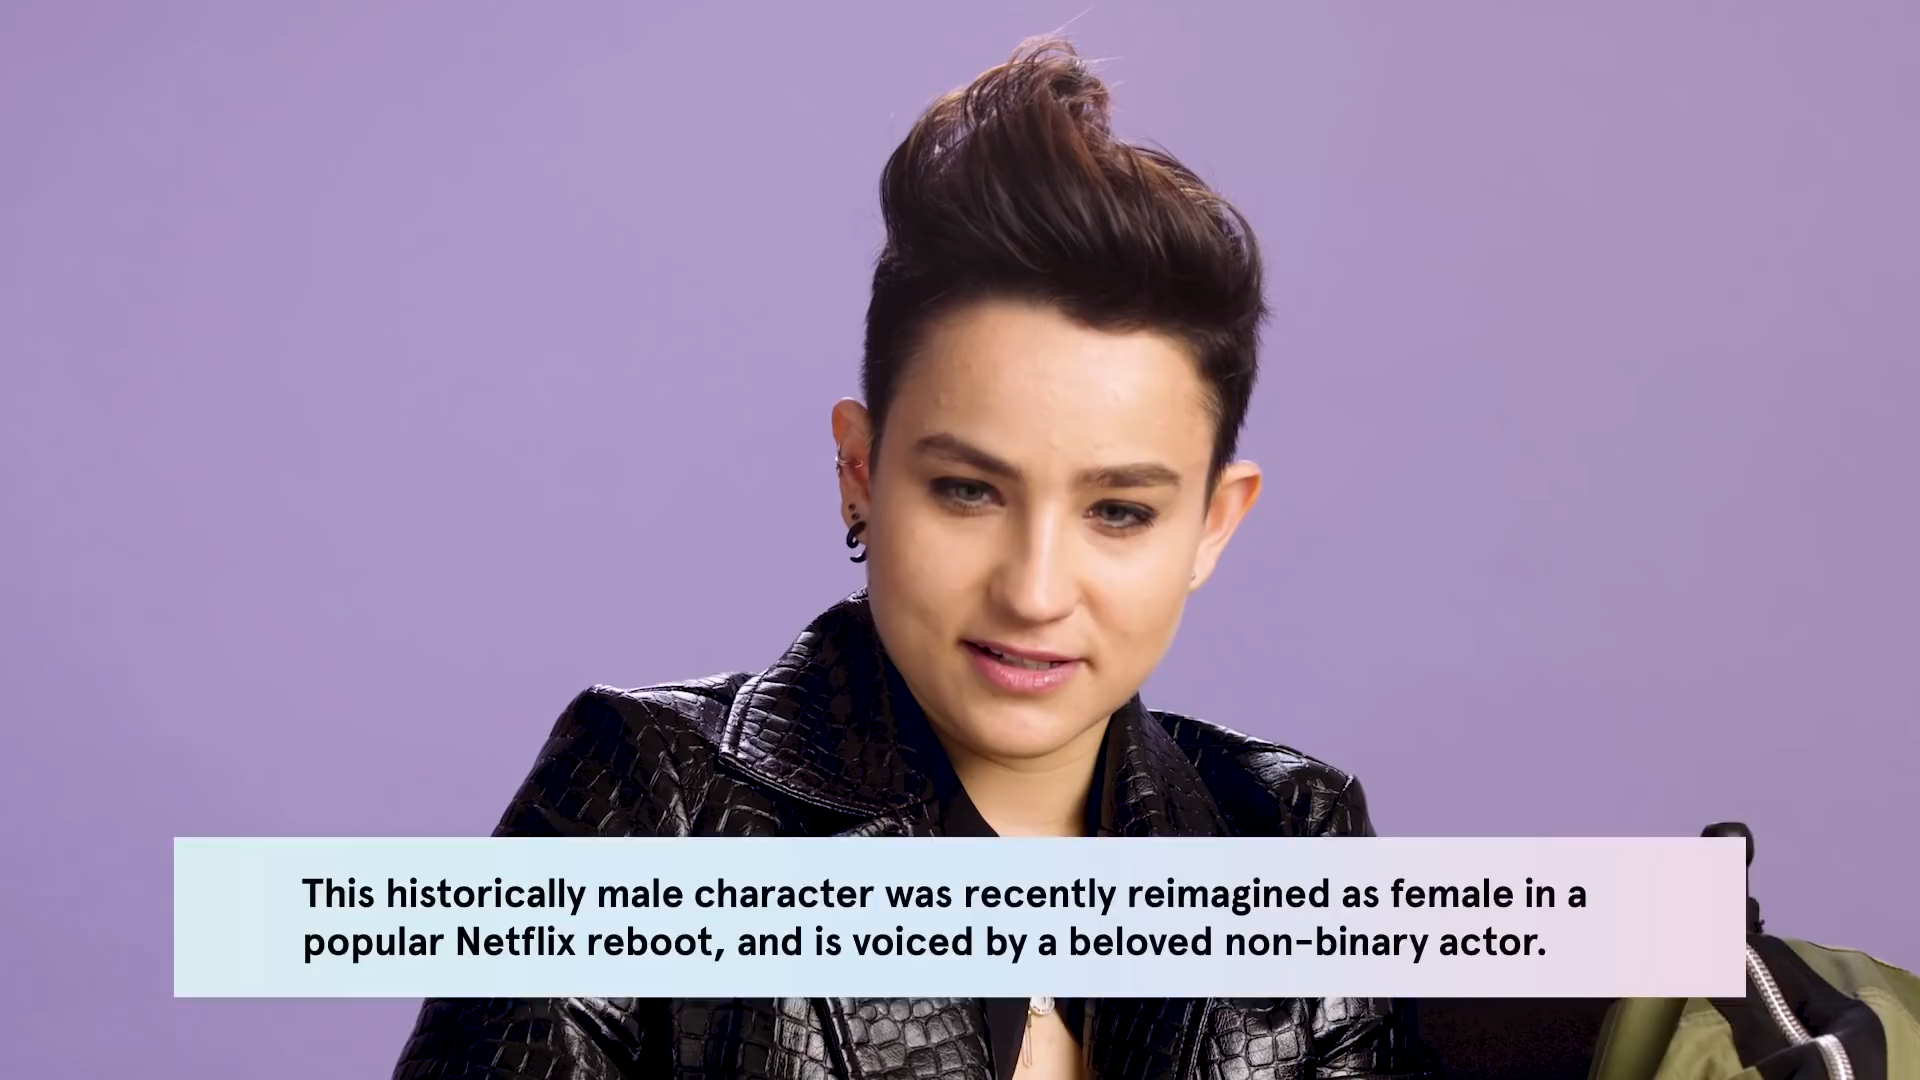 This historically male character was recently reimagined as female in a
popular Netflix reboot, and is voiced by a beloved non-binary actor.